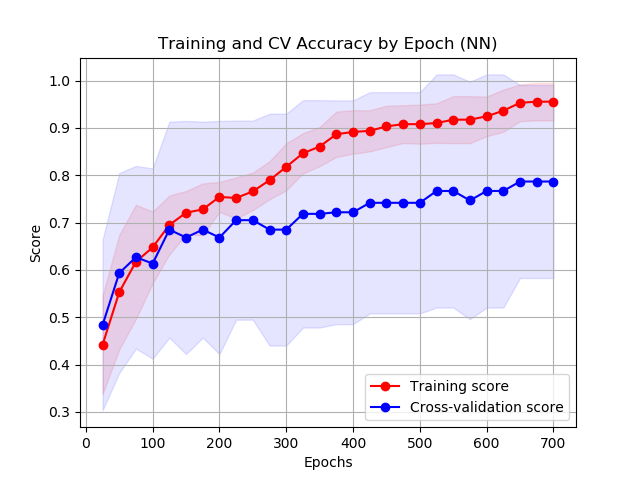 Training and CV Accuracy by Epoch (NN)
1.0
0.9
0.8
0.7
0.6
0.5
0.4
0.3
Score
Training score
Cross-validation score
0 100 200 300 400 500 600 700
Epochs